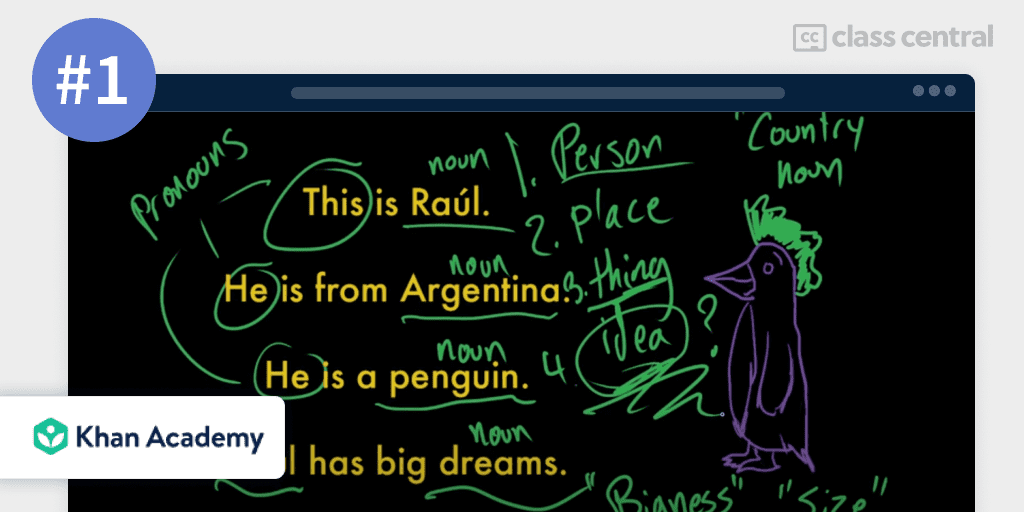 #1
class central
Pronouns
noun
This is Raúl.
1. Person
2. place
3. thing
4. idea ?
"Country
noun
noun
He is from Argentina.
noun
He is a penguin.
noun
l has big dreams.
"Bigness" "Size"
Khan Academy